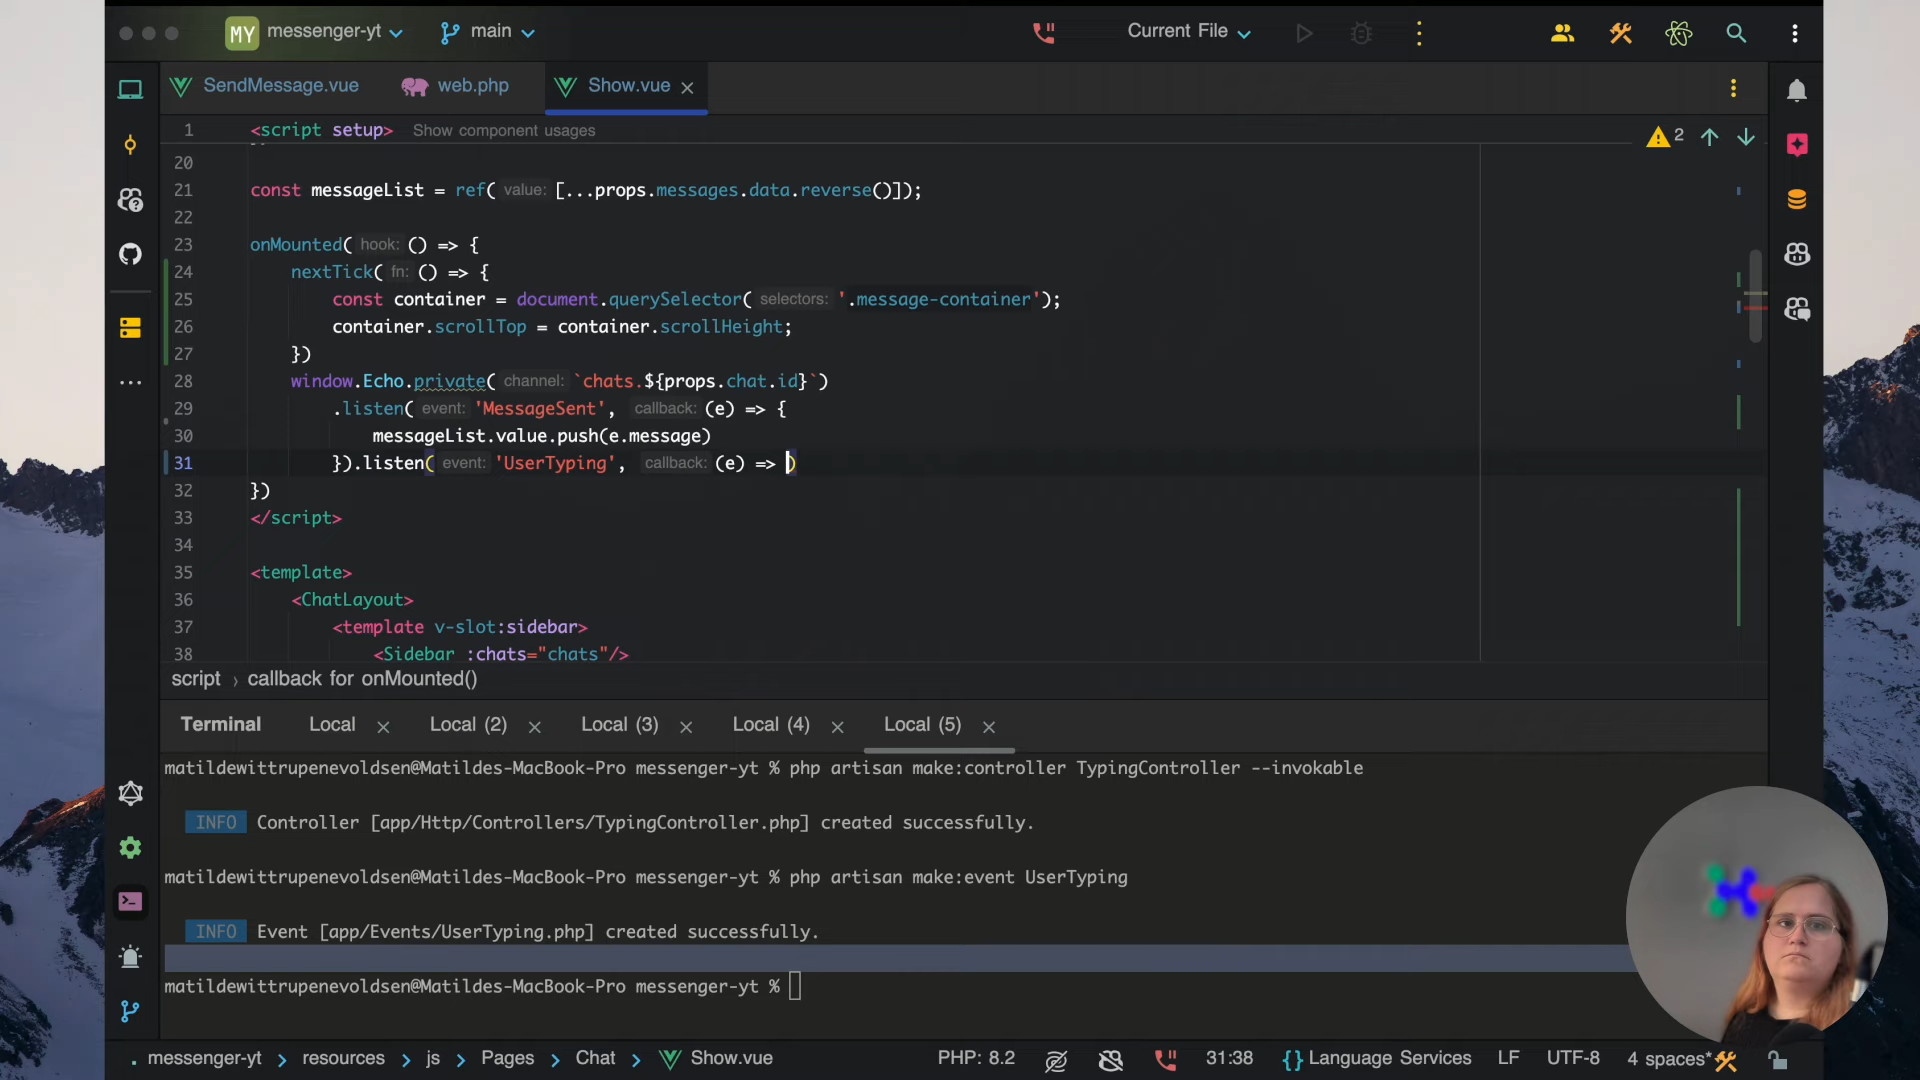 MY messenger-yt main Current File
SendMessage.vue web.php Show.vue
1 <script setup> Show component usages 2
20
21 const messageList = ref( value: [...props.messages.data.reverse()]);
22
23 onMounted( hook: () => {
24 nextTick( fn: () => {
25 const container = document.querySelector( selectors: '.message-container');
26 container.scrollTop = container.scrollHeight;
27 })
28 window.Echo.private( channel: `chats.${props.chat.id}`)
29 .listen( event: 'MessageSent', callback: (e) => {
30 messageList.value.push(e.message)
31 }).listen( event: 'UserTyping', callback: (e) => )
32 })
33 </script>
34
35 <template>
36 <ChatLayout>
37 <template v-slot:sidebar>
38 <Sidebar :chats="chats"/>
script › callback for onMounted()
Terminal Local Local (2) Local (3) Local (4) Local (5)
matildewittrupenevoldsen@Matildes-MacBook-Pro messenger-yt % php artisan make:controller TypingController --invokable
INFO Controller [app/Http/Controllers/TypingController.php] created successfully.
matildewittrupenevoldsen@Matildes-MacBook-Pro messenger-yt % php artisan make:event UserTyping
INFO Event [app/Events/UserTyping.php] created successfully.
matildewittrupenevoldsen@Matildes-MacBook-Pro messenger-yt %
messenger-yt > resources > js > Pages > Chat > Show.vue PHP: 8.2 31:38 {} Language Services LF UTF-8 4 spaces*